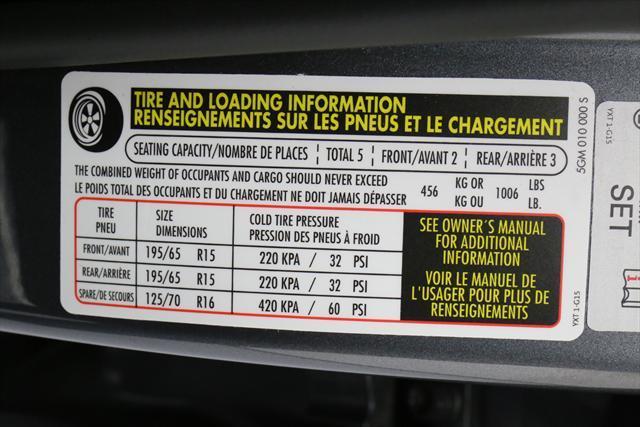 TIRE AND LOADING INFORMATION
RENSEIGNEMENTS SUR LES PNEUS ET LE CHARGEMENT
SEATING CAPACITY/NOMBRE DE PLACES TOTAL 5 FRONT/AVANT 2 REAR/ARRIÈRE 3
THE COMBINED WEIGHT OF OCCUPANTS AND CARGO SHOULD NEVER EXCEED
LE POIDS TOTAL DES OCCUPANTS ET DU CHARGEMENT NE DOIT JAMAIS DÉPASSER
456 KG OR 1006 LBS
KG OU LB.
TIRE
PNEU
SIZE
DIMENSIONS
COLD TIRE PRESSURE
PRESSION DES PNEUS À FROID
FRONT/AVANT 195/65 R15 220 KPA / 32 PSI
REAR/ARRIÈRE 195/65 R15 220 KPA / 32 PSI
SPARE/DE SECOURS 125/70 R16 420 KPA / 60 PSI
SEE OWNER´S MANUAL
FOR ADDITIONAL
INFORMATION
VOIR LE MANUEL DE
L'USAGER POUR PLUS DE
RENSEIGNEMENTS
5GM 010 000 S
YXT 1-G15
YXT 1-G15
SET